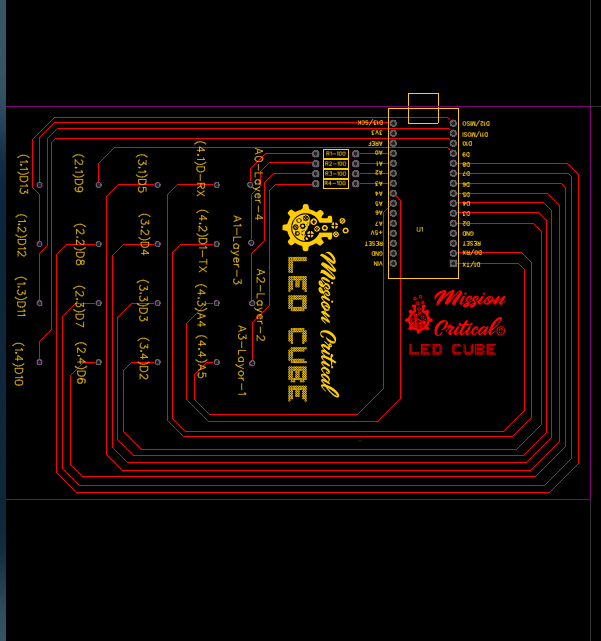 (1.1)D13
(2.1)D9
(3.1)D5
(4.1)D-RX
A0-Layer-4
(1.2)D12
(2.2)D8
(3.2)D4
(4.2)D1-TX
A1-Layer-3
(1.3)D11
(2.3)D7
(3.3)D3
(4.3)A4
A2-Layer-2
(1.4)D10
(2.4)D6
(3.4)D2
(4.4)A5
A3-Layer-1
R1-100
R2-100
R3-100
R4-100
D13/SCK
3V3
AREF
A0
A1
A2
A3
A4
A5
A6
A7
+5V
RESET
GND
VIN
U1
D12/MISO
D11/MOSI
D10
D9
D8
D7
D6
D5
D4
D3
D2
GND
RESET
D0/RX
D1/TX
Mission Critical
LED CUBE
Mission
Critical©
LED CUBE